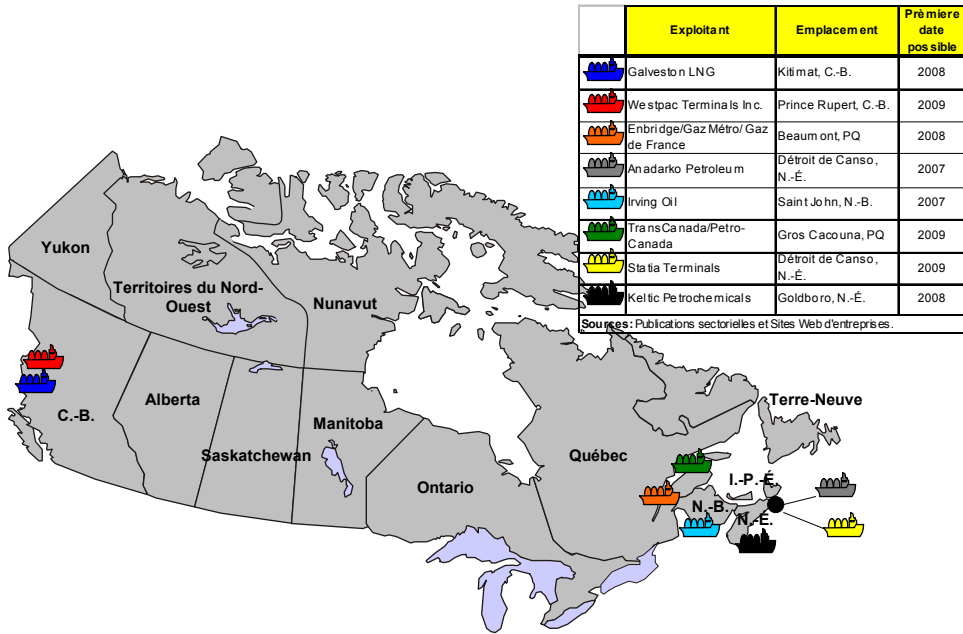 Exploitant Emplacement Prèmiere date possible
Galveston LNG Kitimat, C.-B. 2008
Westpac Terminals Inc. Prince Rupert, C.-B. 2009
Enbridge/Gaz Métro/ Gaz de France Beaumont, PQ 2008
Anadarko Petroleum Détroit de Canso, N.-É. 2007
Irving Oil Saint John, N.-B. 2007
TransCanada/Petro-Canada Gros Cacouna, PQ 2009
Statia Terminals Détroit de Canso, N.-É. 2009
Keltic Petrochemicals Goldboro, N.-É. 2008
Sources: Publications sectorielles et Sites Web d'entreprises.
Yukon
Territoires du Nord-
Ouest
Nunavut
C.-B.
Alberta
Saskatchewan
Manitoba
Ontario
Québec
Terre-Neuve
I.-P.-É.
N.-B.
N.-É.